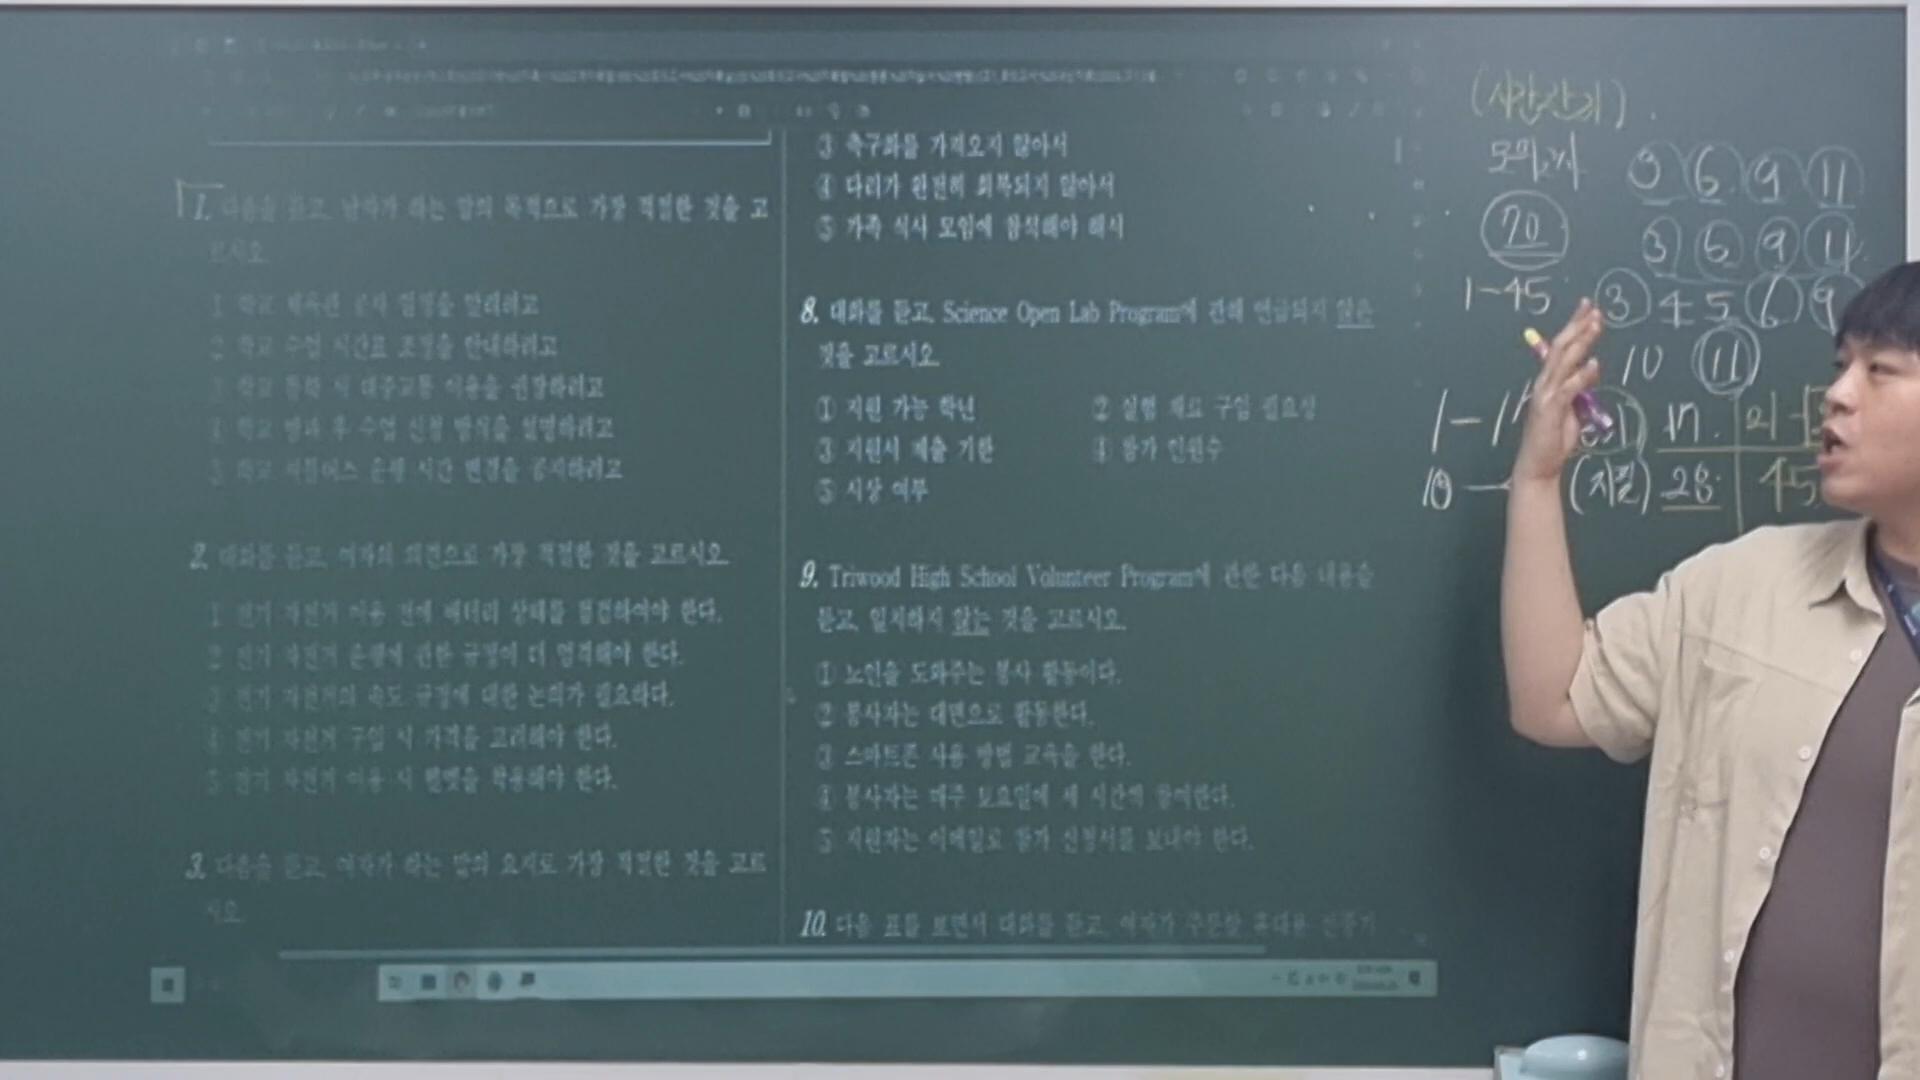 1. 다음을 듣고, 남자가 하는 말의 목적으로 가장 적절한 것을 고
르시오.
① 학교 체육관 공사 일정을 알리려고
② 학교 수업 시간표 조정을 안내하려고
③ 학교 통학 시 대중교통 이용을 권장하려고
④ 학교 방과 후 수업 신청 방식을 설명하려고
⑤ 학교 셔틀버스 운행 시간 변경을 공지하려고
2. 대화를 듣고, 여자의 의견으로 가장 적절한 것을 고르시오.
① 전기 자전거 이용 전에 배터리 상태를 점검하여야 한다.
② 전기 자전거 운행에 관한 규정이 더 엄격해야 한다.
③ 전기 자전거의 속도 규정에 대한 논의가 필요하다.
④ 전기 자전거 구입 시 가격을 고려해야 한다.
⑤ 전기 자전거 이용 시 헬멧을 착용해야 한다.
3. 다음을 듣고, 여자가 하는 말의 요지로 가장 적절한 것을 고르
시오.
③ 축구화를 가져오지 않아서
④ 다리가 완전히 회복되지 않아서
⑤ 가족 식사 모임에 참석해야 해서
8. 대화를 듣고, Science Open Lab Program에 관해 언급되지 않은
것을 고르시오.
① 지원 가능 학년 ② 실험 재료 구입 필요성
③ 지원서 제출 기한 ④ 참가 인원수
⑤ 시상 여부
9. Triwood High School Volunteer Program에 관한 다음 내용을
듣고, 일치하지 않는 것을 고르시오.
① 노인을 도와주는 봉사 활동이다.
② 봉사자는 대면으로 활동한다.
③ 스마트폰 사용 방법 교육을 한다.
④ 봉사자는 매주 토요일에 세 시간씩 참여한다.
⑤ 지원자는 이메일로 참가 신청서를 보내야 한다.
10. 다음 표를 보면서 대화를 듣고, 여자가 주문할 휴대용 선풍기
(시간관리)
모의고사 3 6 9 11
70 3 6 9 11
1-45 3 4 5 6 9
10 11
17 21
(지필) 28 45